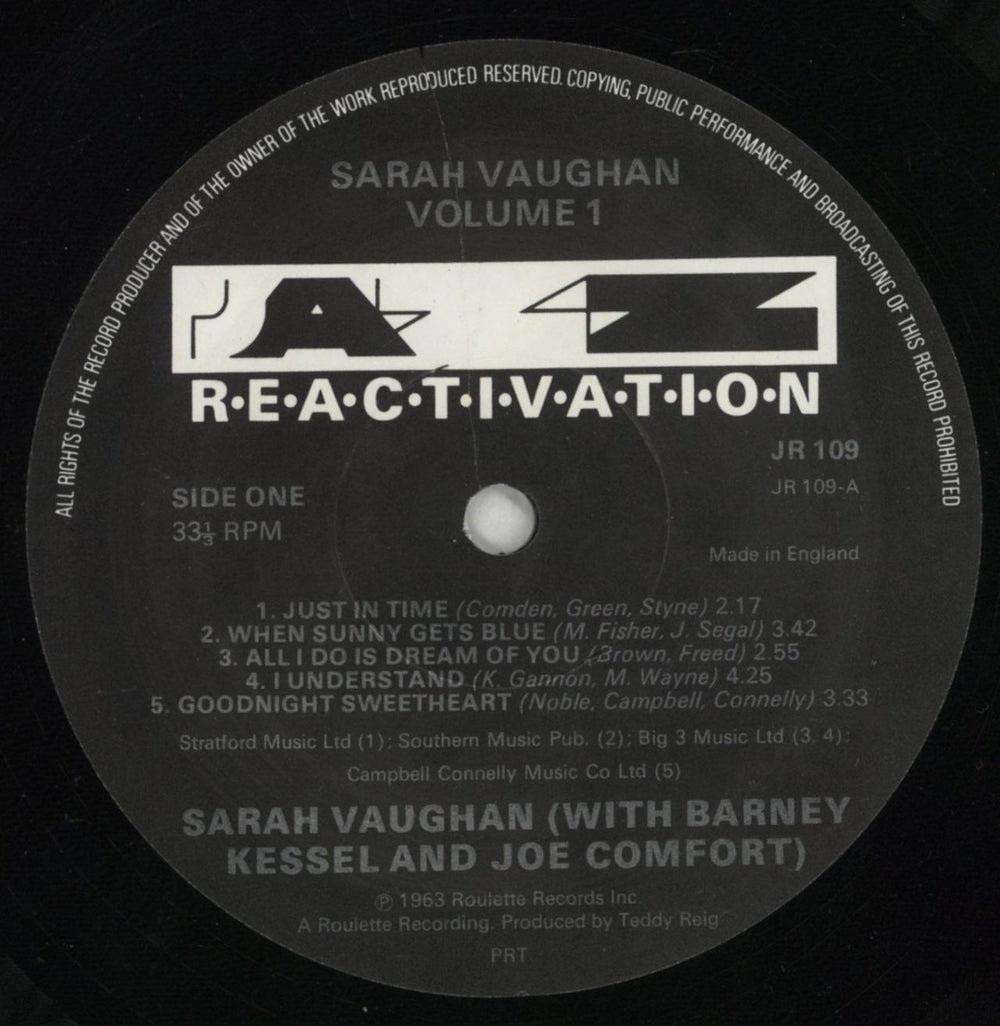 ALL RIGHTS OF THE RECORD PRODUCER AND OF THE OWNER OF THE WORK REPRODUCED RESERVED. COPYING, PUBLIC PERFORMANCE AND BROADCASTING OF THIS RECORD PROHIBITED
SARAH VAUGHAN
VOLUME 1
JAZZ
R·E·A·C·T·I·V·A·T·I·O·N
JR 109
JR 109-A
SIDE ONE
33⅓ RPM
Made in England
1. JUST IN TIME (Comden, Green, Styne) 2.17
2. WHEN SUNNY GETS BLUE (M. Fisher, J. Segal) 3.42
3. ALL I DO IS DREAM OF YOU (Brown, Freed) 2.55
4. I UNDERSTAND (K. Gannon, M. Wayne) 4.25
5. GOODNIGHT SWEETHEART (Noble, Campbell, Connelly) 3.33
Stratford Music Ltd (1); Southern Music Pub. (2); Big 3 Music Ltd (3, 4);
Campbell Connelly Music Co Ltd (5)
SARAH VAUGHAN (WITH BARNEY
KESSEL AND JOE COMFORT)
℗ 1963 Roulette Records Inc.
A Roulette Recording. Produced by Teddy Reig
PRT